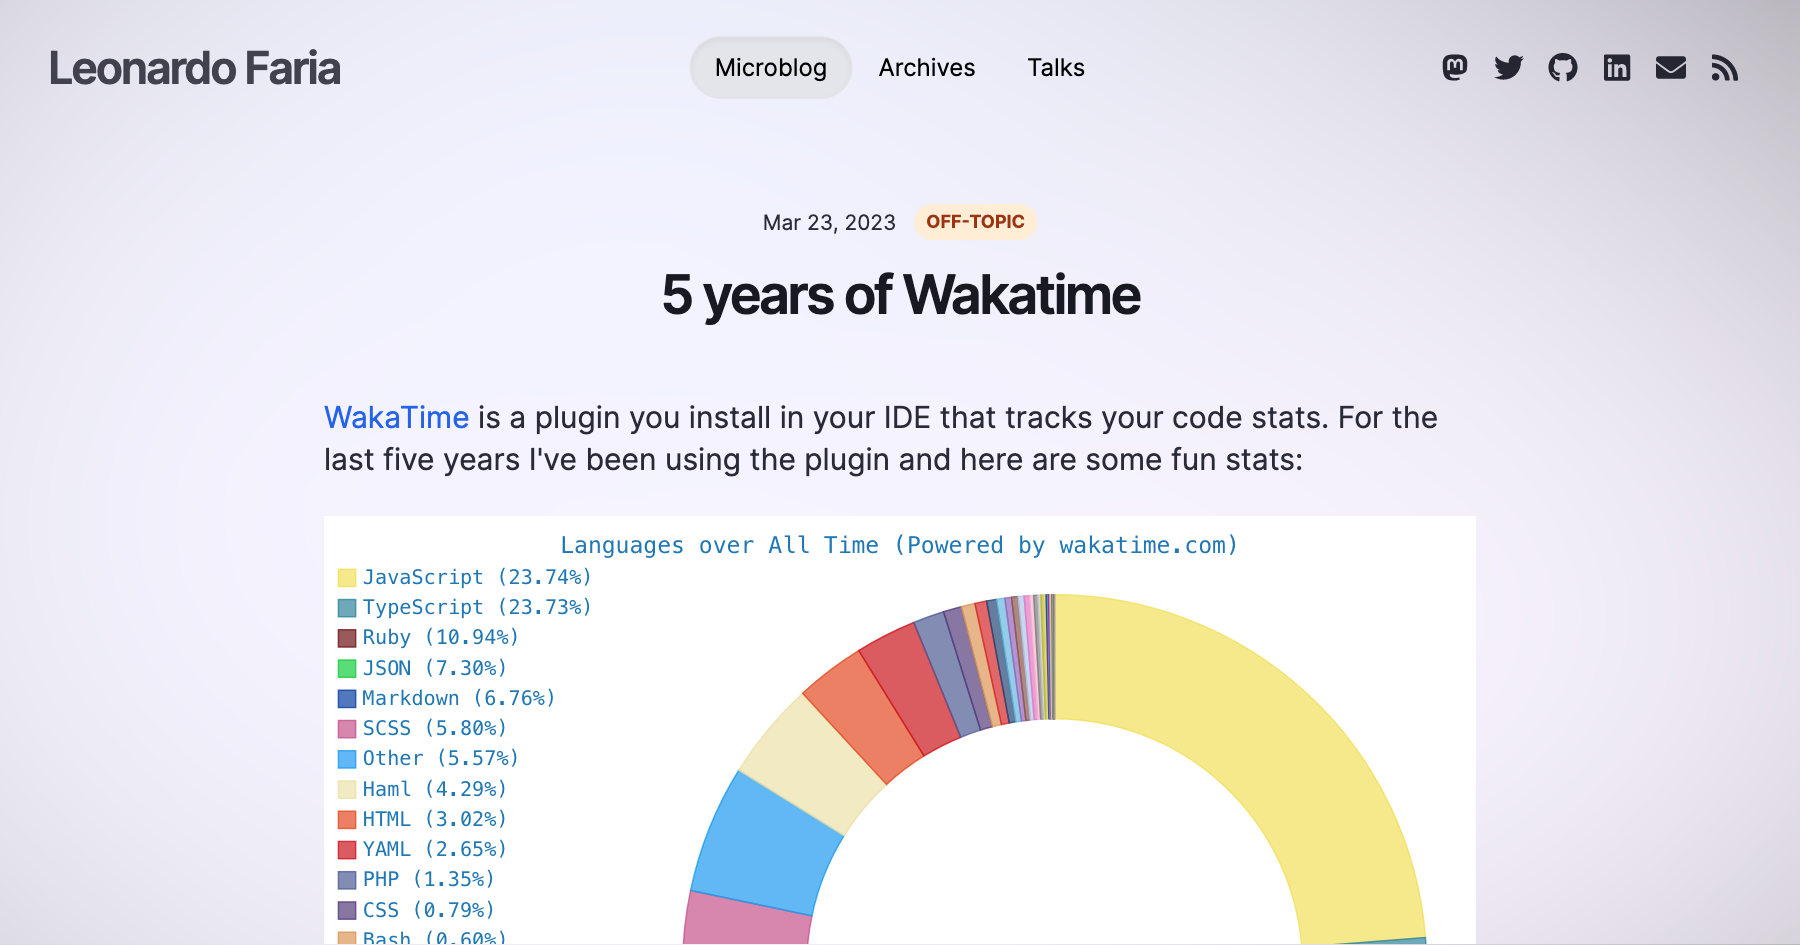 Leonardo Faria
Microblog Archives Talks
Mar 23, 2023 OFF-TOPIC
5 years of Wakatime
WakaTime is a plugin you install in your IDE that tracks your code stats. For the
last five years I've been using the plugin and here are some fun stats:
Languages over All Time (Powered by wakatime.com)
JavaScript (23.74%)
TypeScript (23.73%)
Ruby (10.94%)
JSON (7.30%)
Markdown (6.76%)
SCSS (5.80%)
Other (5.57%)
Haml (4.29%)
HTML (3.02%)
YAML (2.65%)
PHP (1.35%)
CSS (0.79%)
Bash (0.60%)